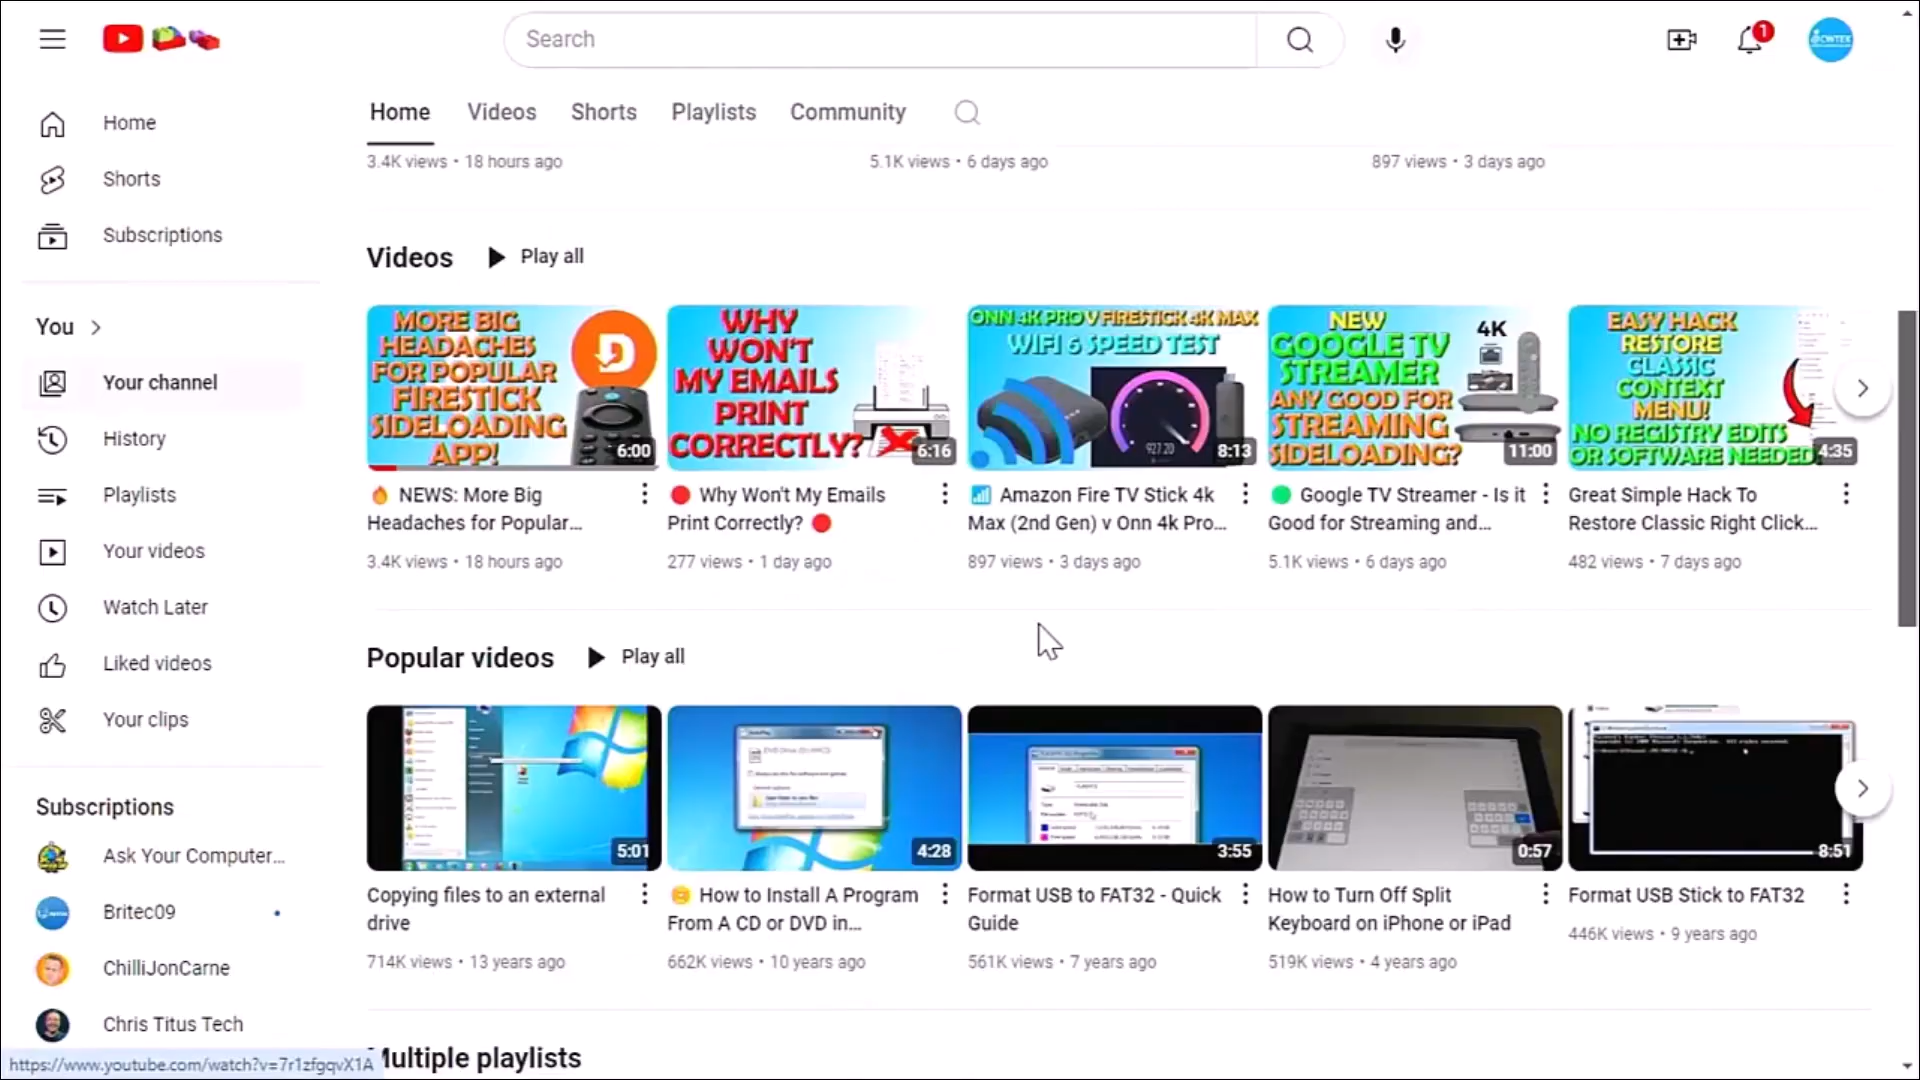 Search
1
Home
Videos
Shorts
Playlists
Community
3.4K views • 18 hours ago
5.1K views • 6 days ago
897 views • 3 days ago
Home
Shorts
Subscriptions
You
Your channel
History
Playlists
Your videos
Watch Later
Liked videos
Your clips
Subscriptions
Ask Your Computer...
Britec09
ChilliJonCarne
Chris Titus Tech
https://www.youtube.com/watch?v=7r1zfgqvX1A
Videos
Play all
MORE BIG
HEADACHES
FOR POPULAR
FIRESTICK
SIDELOADING
APP!
6:00
🔥 NEWS: More Big
Headaches for Popular...
3.4K views • 18 hours ago
WHY
WON'T
MY EMAILS
PRINT
CORRECTLY?
6:16
🔴 Why Won't My Emails
Print Correctly? 🔴
277 views • 1 day ago
ONN 4K PRO V FIRESTICK 4K MAX
WIFI 6 SPEED TEST
927.20
8:13
📶 Amazon Fire TV Stick 4k
Max (2nd Gen) v Onn 4k Pro...
897 views • 3 days ago
NEW
GOOGLE TV
STREAMER
ANY GOOD FOR
STREAMING
SIDELOADING?
4K
11:00
🟢 Google TV Streamer - Is it
Good for Streaming and...
5.1K views • 6 days ago
EASY HACK
RESTORE
CLASSIC
CONTEXT
MENU!
NO REGISTRY EDITS
OR SOFTWARE NEEDED
4:35
Great Simple Hack To
Restore Classic Right Click...
482 views • 7 days ago
Popular videos
Play all
5:01
Copying files to an external
drive
714K views • 13 years ago
4:28
How to Install A Program
From A CD or DVD in...
662K views • 10 years ago
3:55
Format USB to FAT32 - Quick
Guide
561K views • 7 years ago
0:57
How to Turn Off Split
Keyboard on iPhone or iPad
519K views • 4 years ago
8:51
Format USB Stick to FAT32
446K views • 9 years ago
Multiple playlists